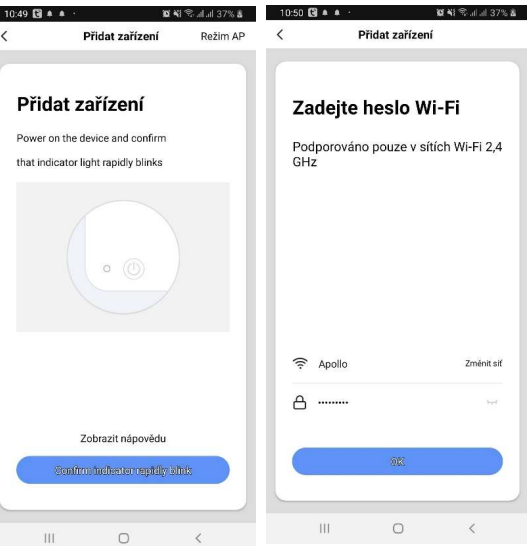 10:49 37%
Přidat zařízení Režim AP
Přidat zařízení
Power on the device and confirm
that indicator light rapidly blinks
Zobrazit nápovědu
Confirm indicator rapidly blink
10:50 37%
Přidat zařízení
Zadejte heslo Wi-Fi
Podporováno pouze v sítích Wi-Fi 2,4
GHz
Apollo Změnit síť
•••••••••
OK